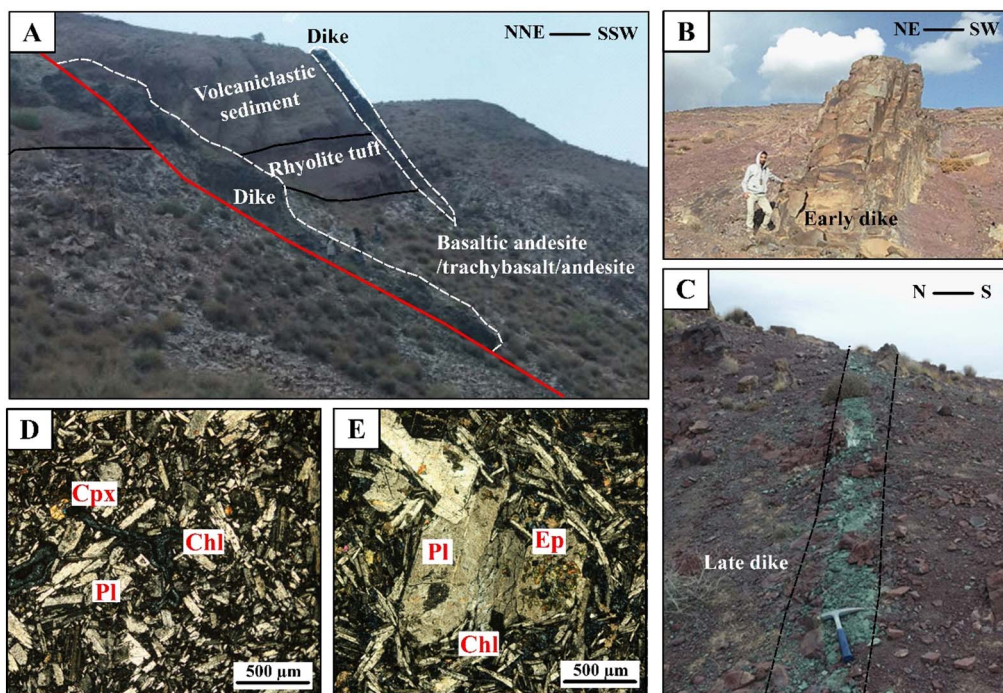 A
NNE SSW
Dike
Volcaniclastic
sediment
Rhyolite tuff
Dike
Basaltic andesite
/trachybasalt/andesite
B
NE SW
Early dike
C
N S
Late dike
D
Cpx
Chl
Pl
500 µm
E
Pl
Ep
Chl
500 µm